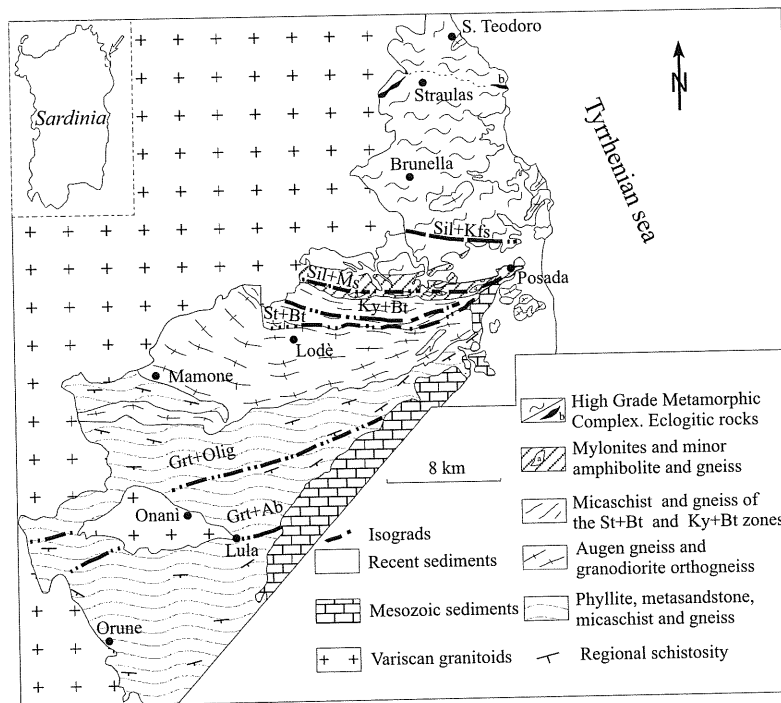 S. Teodoro
N
Sardinia
b
Straulas
Tyrrhenian sea
Brunella
Sil+Kfs
Sil+Ms
Posada
Ky+Bt
St+Bt
Lodè
Mamone
High Grade Metamorphic
Complex. Eclogitic rocks
b
Mylonites and minor
amphibolite and gneiss
a
Grt+Olig
8 km
Micaschist and gneiss of
the St+Bt and Ky+Bt zones
Onani
Grt+Ab
Isograds
Lula
Recent sediments
Augen gneiss and
granodiorite orthogneiss
Mesozoic sediments
Phyllite, metasandstone,
micaschist and gneiss
Orune
Variscan granitoids
Regional schistosity